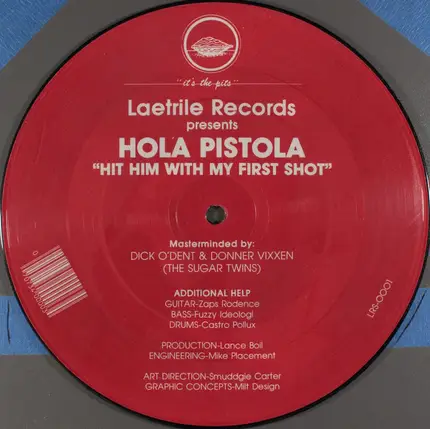 "it's the pits"
Laetrile Records
presents
HOLA PISTOLA
"HIT HIM WITH MY FIRST SHOT"
Masterminded by:
DICK O'DENT & DONNER VIXXEN
(THE SUGAR TWINS)
ADDITIONAL HELP
GUITAR-Zaps Rodence
BASS-Fuzzy Ideologi
DRUMS-Castro Pollux
PRODUCTION-Lance Boil
ENGINEERING-Mike Placement
ART DIRECTION-Smuddgie Carter
GRAPHIC CONCEPTS-Milt Design
LRS-0001